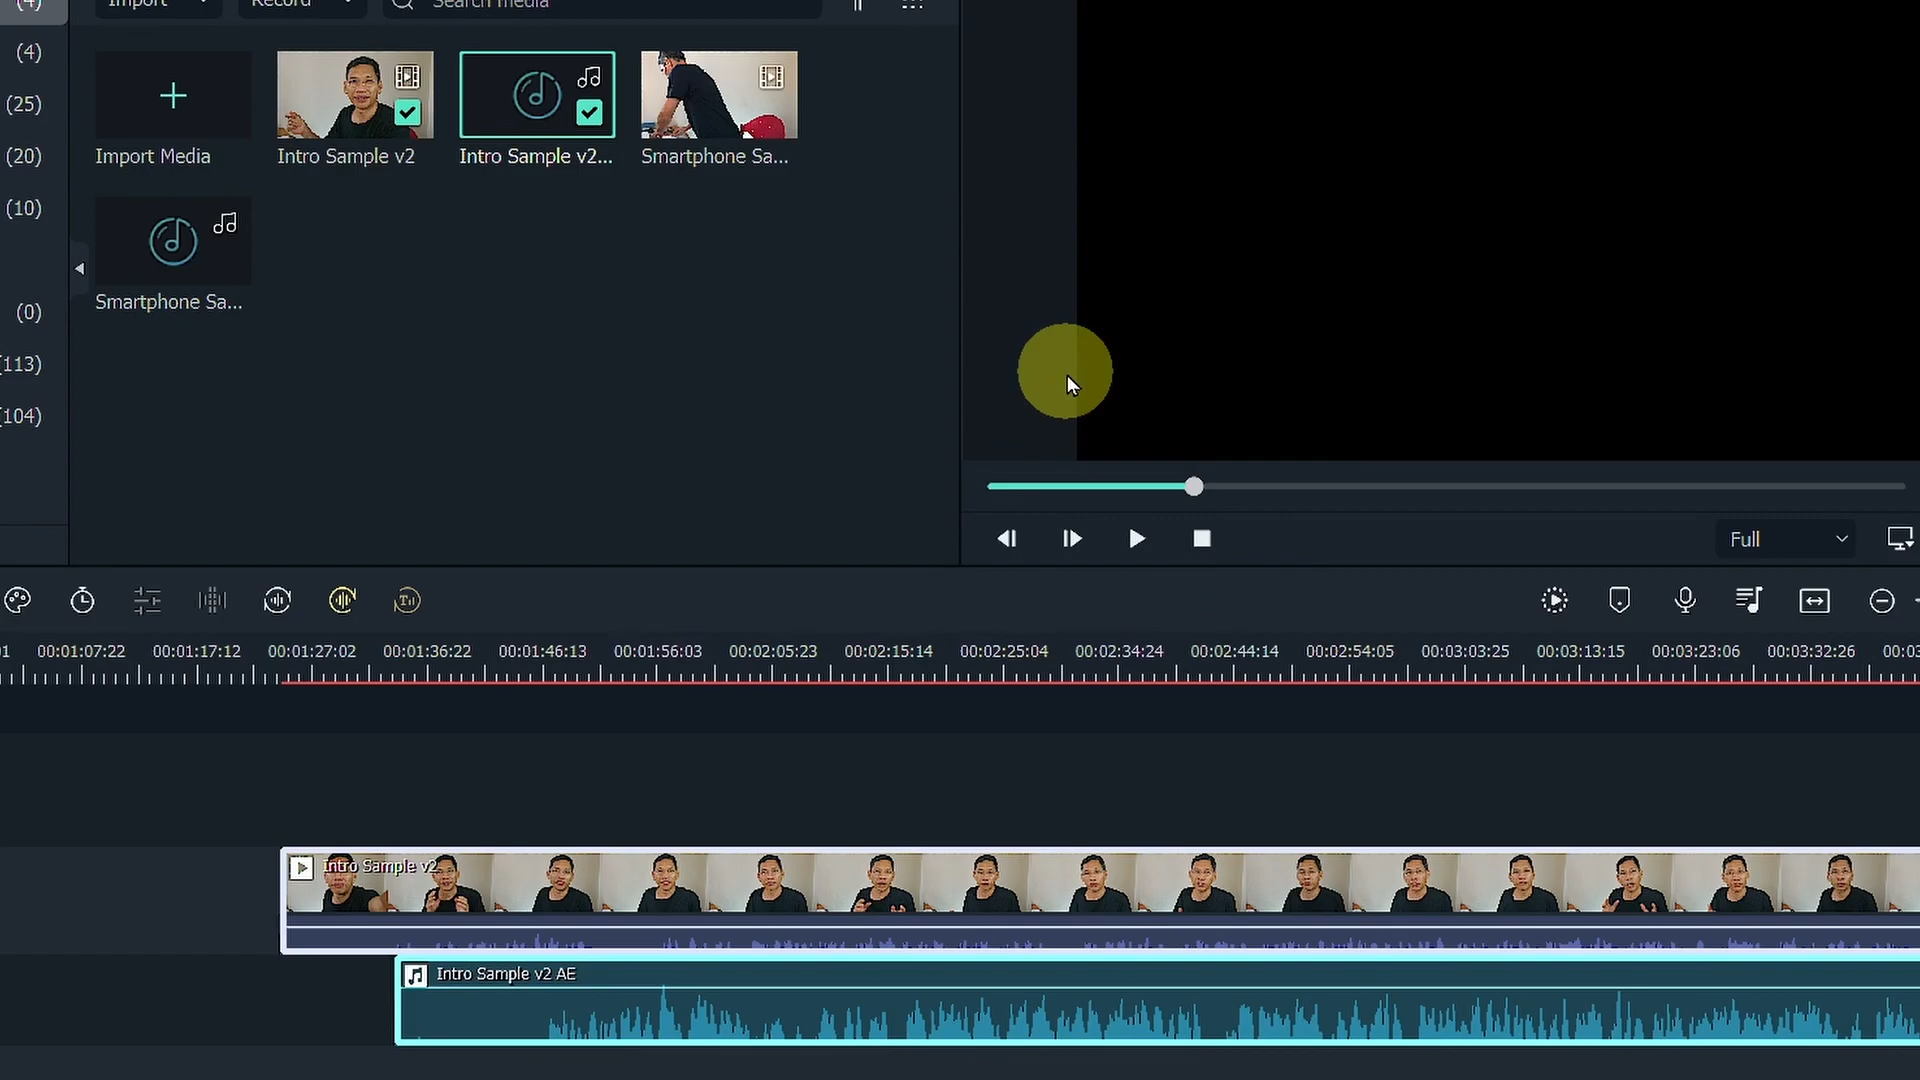 (4)
Import
Record
Search media
(4)
(25)
(20)
(10)
(0)
(113)
(104)
Import Media
Intro Sample v2
Intro Sample v2...
Smartphone Sa...
Smartphone Sa...
Full
00:01:07:22 00:01:17:12 00:01:27:02 00:01:36:22 00:01:46:13 00:01:56:03 00:02:05:23 00:02:15:14 00:02:25:04 00:02:34:24 00:02:44:14 00:02:54:05 00:03:03:25 00:03:13:15 00:03:23:06 00:03:32:26 00:03
Intro Sample v2
Intro Sample v2 AE